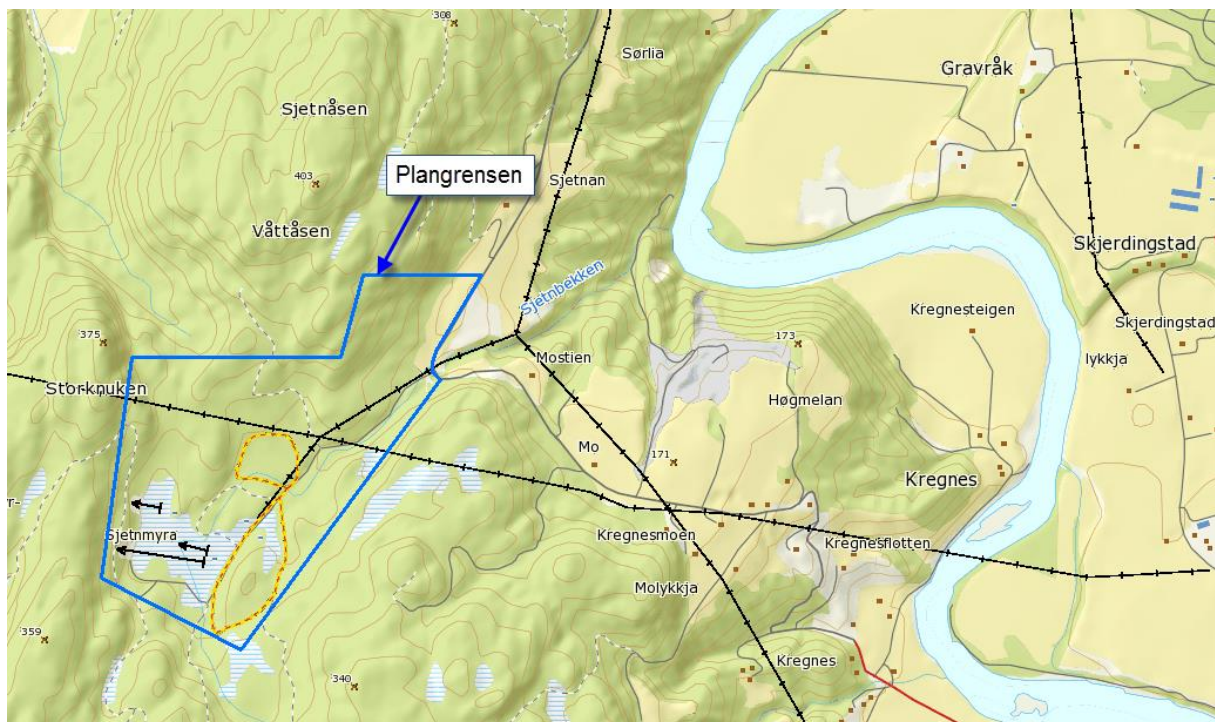 308
Sørlia
Gravråk
Sjetnåsen
Plangrensen
403
Sjetnan
Våttåsen
Skjerdingstad
Sjetnbekken
Kregnesteigen
375
173
Skjerdingstad
lykkja
Mostien
Storknuken
Høgmelan
Mo
171
Kregnes
Sjetnmyra
Kregnesmoen
Kregnesflotten
Molykkja
359
Kregnes
340